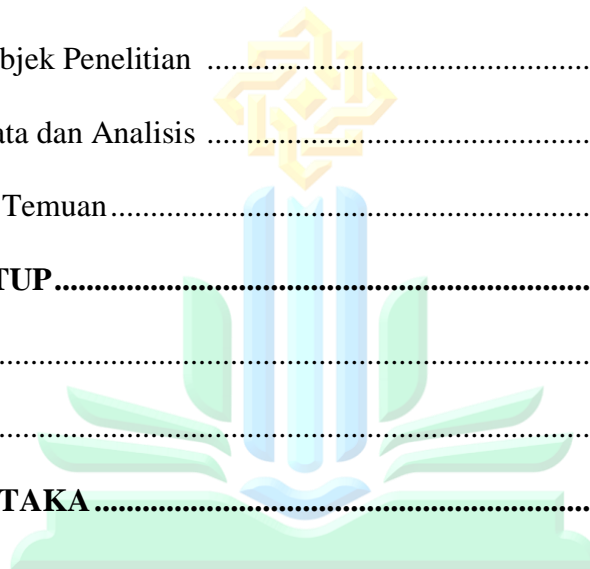 bjek Penelitian ................................................
ata dan Analisis ................................................
Temuan............................................................
TUP....................................................................
...........................................................................
...........................................................................
TAKA..............................................................